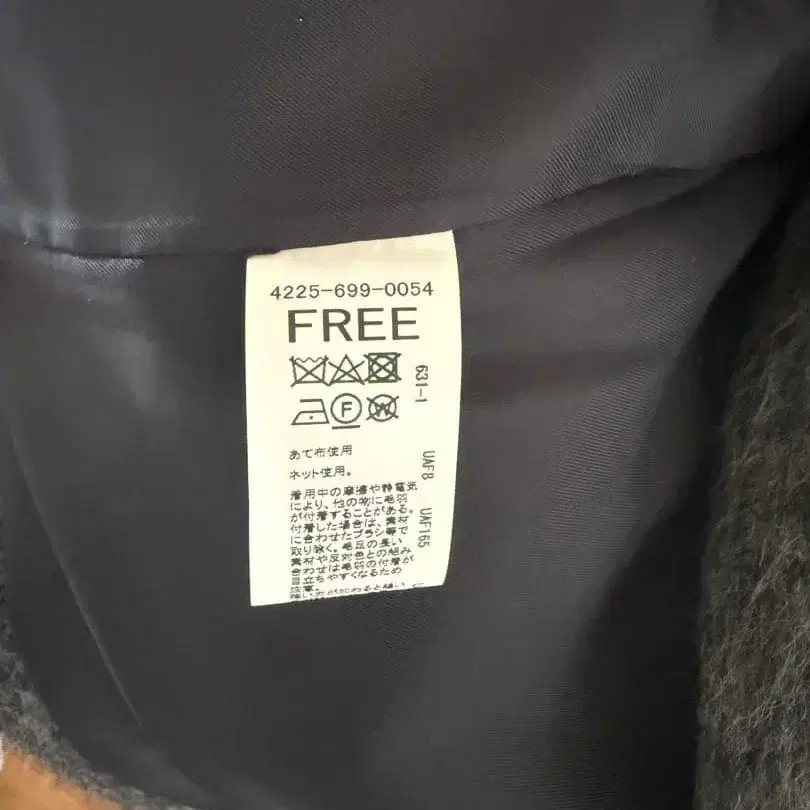 4225-699-0054
FREE
631-1
F
W
あて布使用
ネット使用。
UAF8 UAF165
着用中の摩擦や静電気
により、他の物に毛羽
が付着することがある。
付着した場合は、素材
に合わせたブラシ等で
取り除く。毛足の長い
素材や反対色との組み
合わせは毛羽の付着が
目立ちやすくなるため
注意。